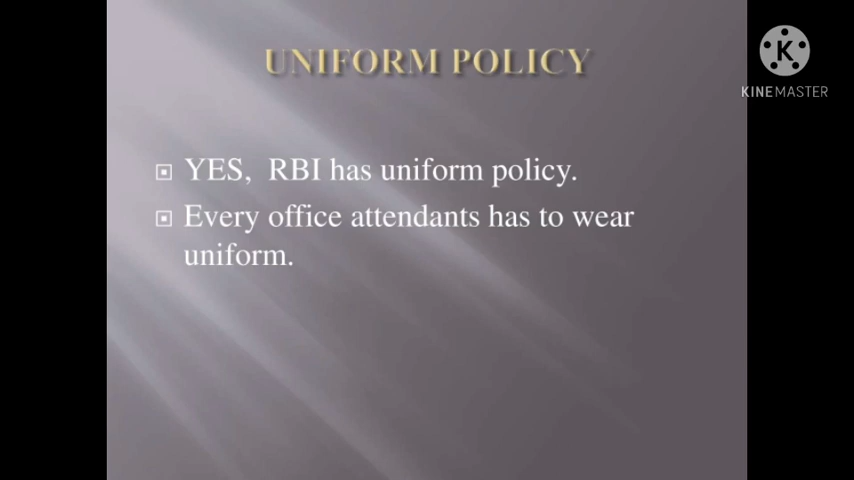 UNIFORM POLICY
K
KINEMASTER
YES, RBI has uniform policy.
Every office attendants has to wear
uniform.